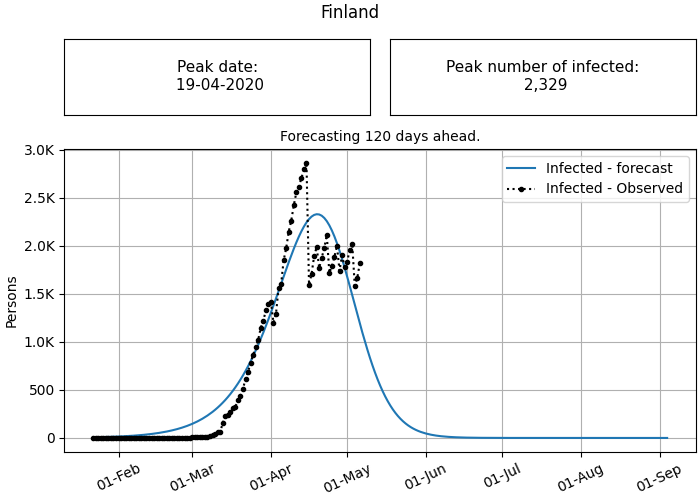 Finland
Peak date:
19-04-2020
Peak number of infected:
2,329
Forecasting 120 days ahead.
3.0K
2.5K
2.0K
1.5K
1.0K
500
0
Persons
Infected - forecast
Infected - Observed
01-Feb
01-Mar
01-Apr
01-May
01-Jun
01-Jul
01-Aug
01-Sep